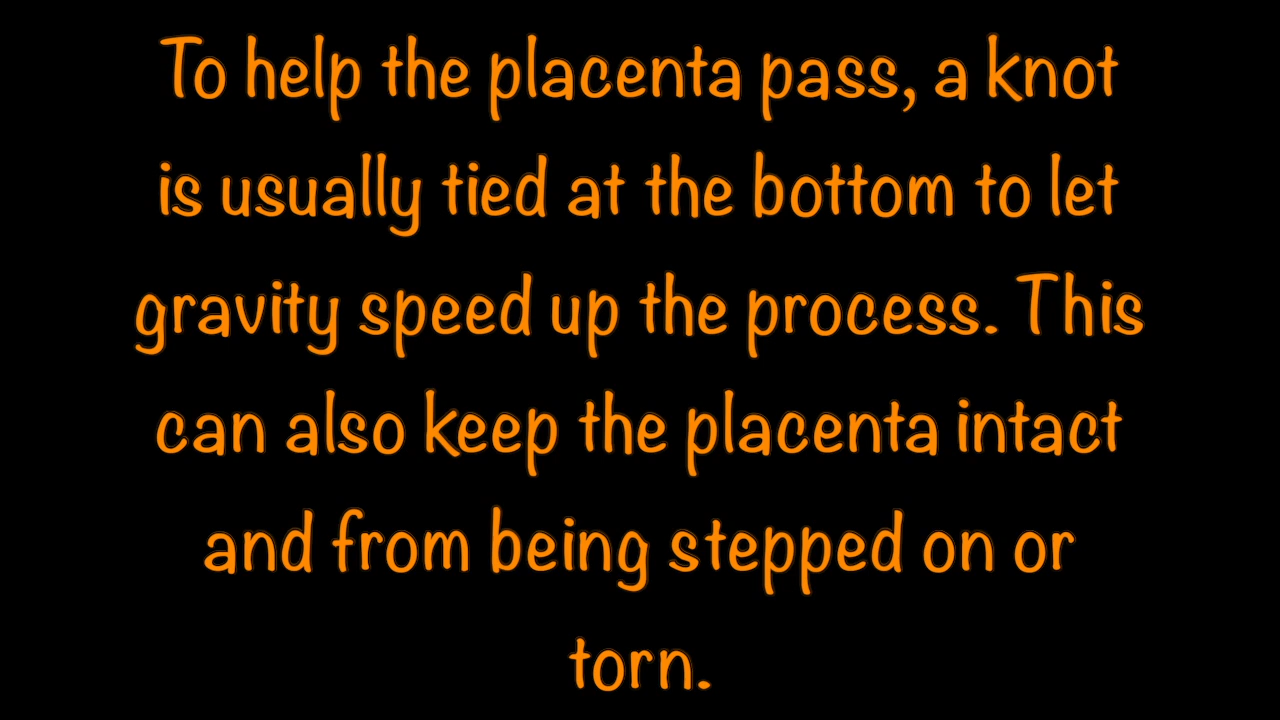 To help the placenta pass, a knot
is usually tied at the bottom to let
gravity speed up the process. This
can also keep the placenta intact
and from being stepped on or
torn.